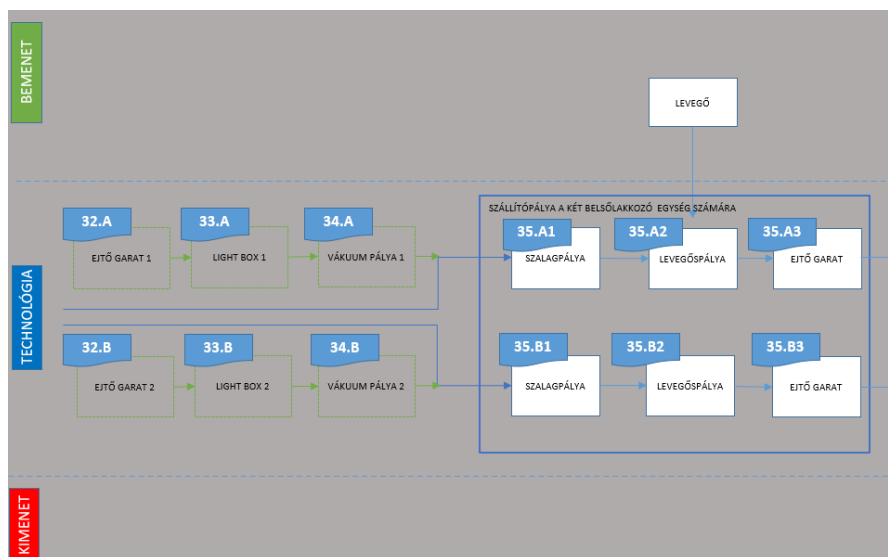 BEMENET
LEVEGŐ
SZÁLLÍTÓPÁLYA A KÉT BELSŐLAKKOZÓ EGYSÉG SZÁMÁRA
32.A
33.A
34.A
35.A1
35.A2
35.A3
EJTŐ GARAT 1
LIGHT BOX 1
VÁKUUM PÁLYA 1
SZALAGPÁLYA
LEVEGŐSPÁLYA
EJTŐ GARAT
TECHNOLÓGIA
32.B
33.B
34.B
35.B1
35.B2
35.B3
EJTŐ GARAT 2
LIGHT BOX 2
VÁKUUM PÁLYA 2
SZALAGPÁLYA
LEVEGŐSPÁLYA
EJTŐ GARAT
KIMENET